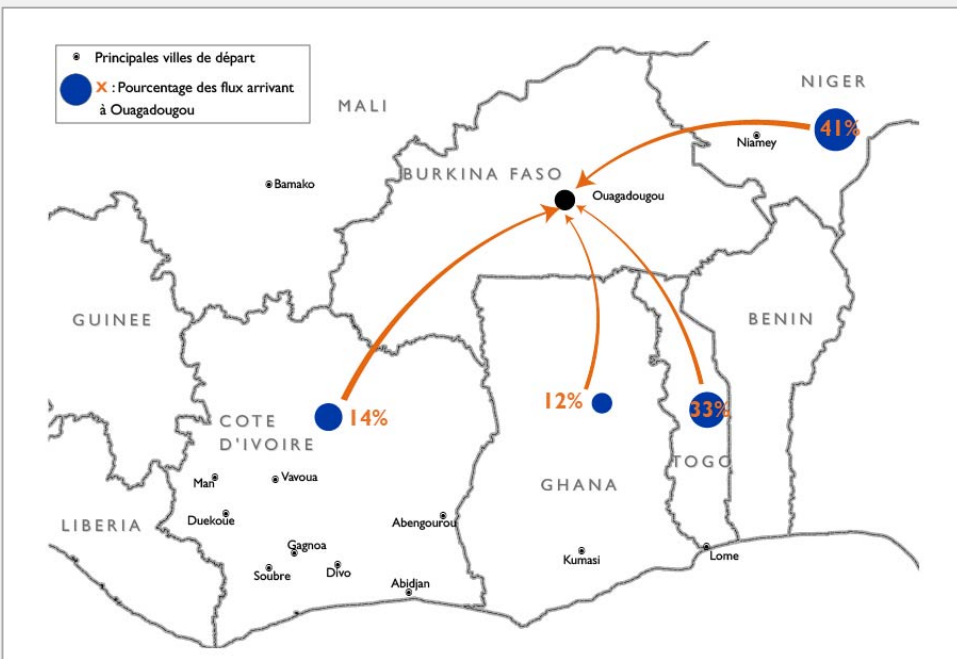 Principales villes de départ
X : Pourcentage des flux arrivant
à Ouagadougou
NIGER
MALI
41%
Niamey
BURKINA FASO
Bamako
Ouagadougou
GUINEE
BENIN
14%
12%
33%
COTE
D'IVOIRE
TOGO
Man
Vavoua
GHANA
Duekoue
Abengourou
LIBERIA
Gagnoa
Kumasi
Lome
Soubre
Divo
Abidjan